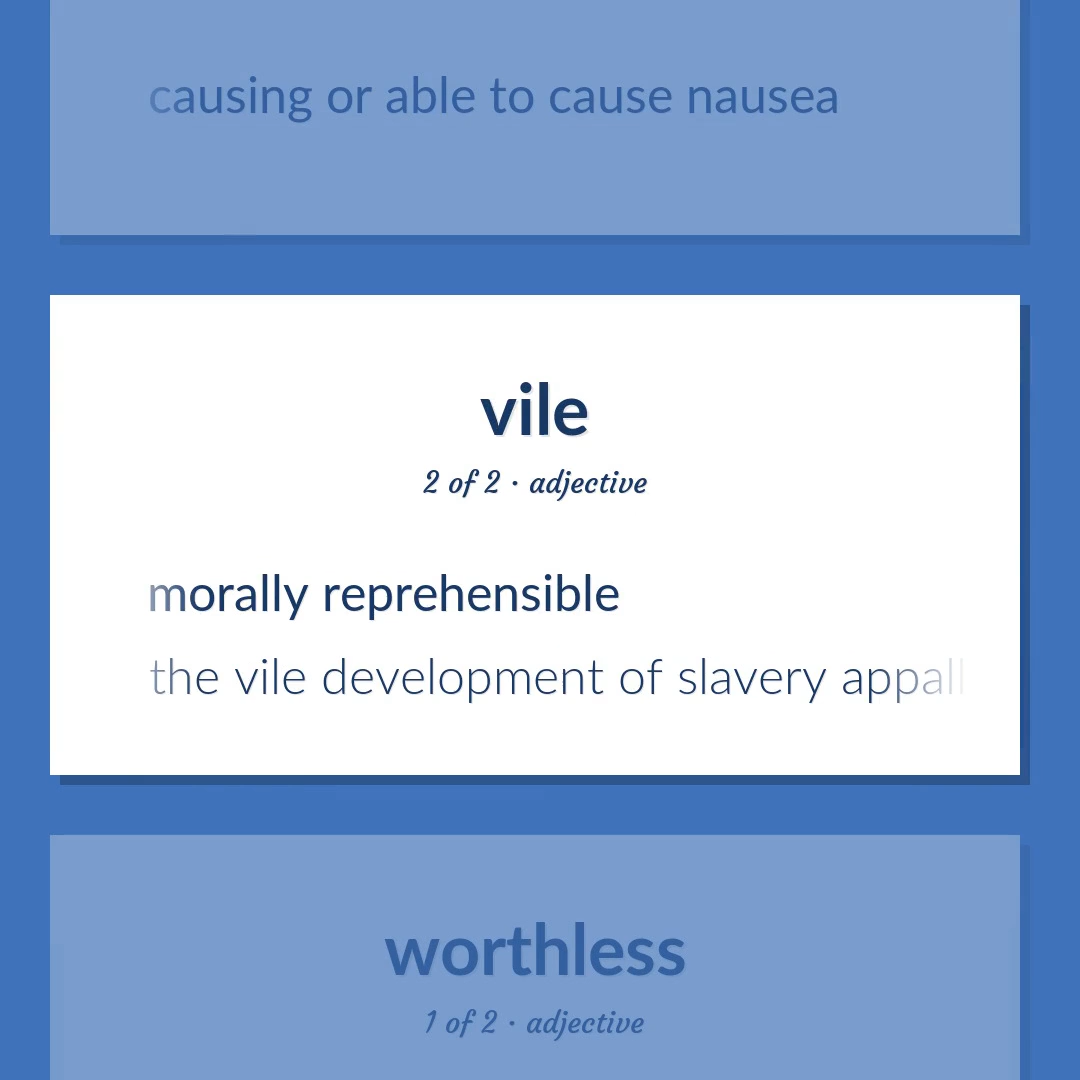 causing or able to cause nausea
vile
2 of 2 · adjective
morally reprehensible
the vile development of slavery appall
worthless
1 of 2 · adjective